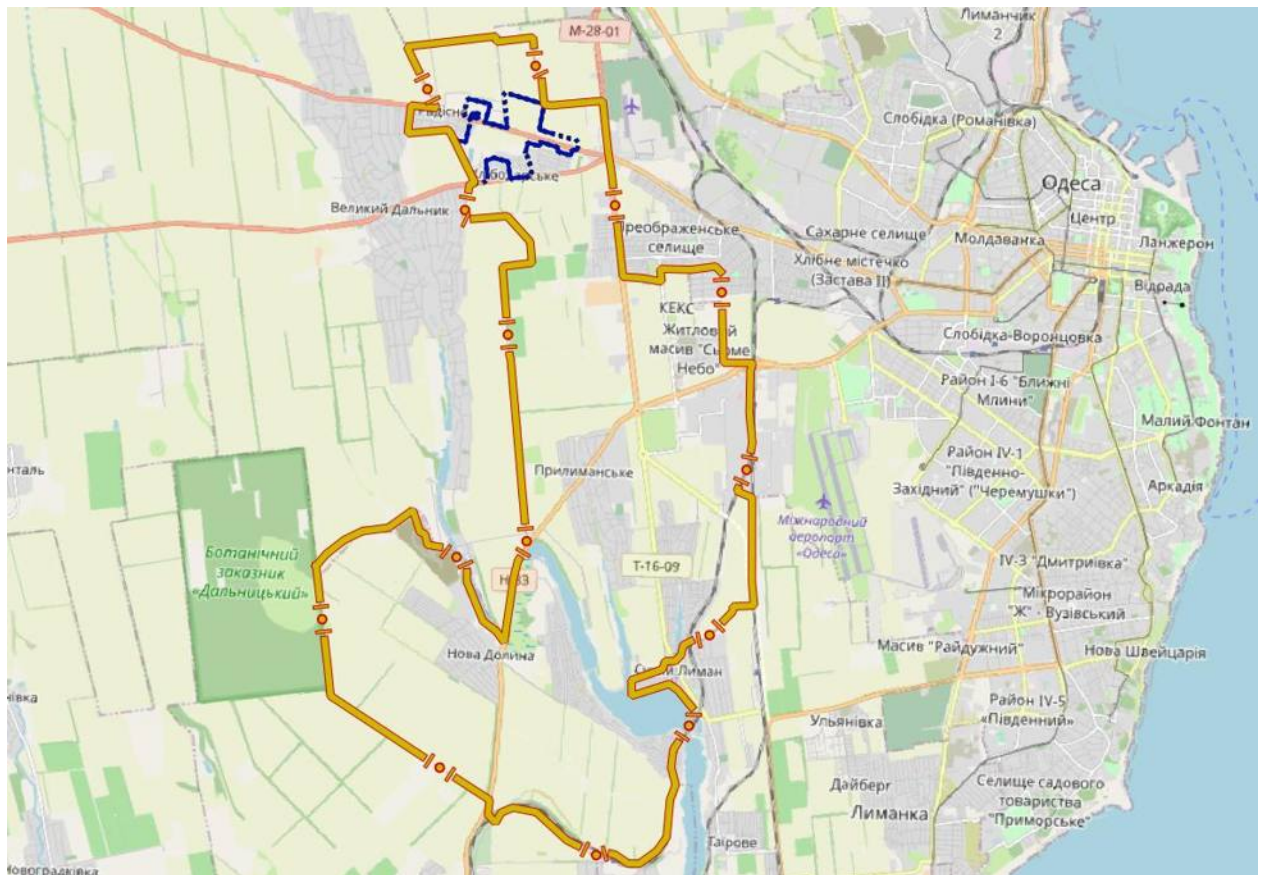 Лиманчик
2
М-28-01
Слобідка (Романівка)
Одеса
Великий Дальник
Центр
Преображенське
селище
Сахарне селище
Молдаванка
Ланжерон
Хлібне містечко
(Застава II)
Відрада
КЕКС
Житловий
масив "Сьоме
Небо"
Слобідка-Воронцовка
Район I-6 "Ближні
Млини"
Малий Фонтан
Прилиманське
Район IV-1
"Південно-
Західний" ("Черемушки")
Аркадія
Міжнародний
аеропорт
«Одеса»
Ботанічний
заказник
«Дальницький»
Т-16-09
IV-3 "Дмитріївка"
Мікрорайон
"Ж" - Вузівський
Нова Долина
Масив "Райдужний"
Нова Швейцарія
Лиман
Район IV-5
«Південний»
Ульянівка
Дайберг
Селище садового
товариства
"Приморське"
Лиманка
Таїрове
Новоградківка